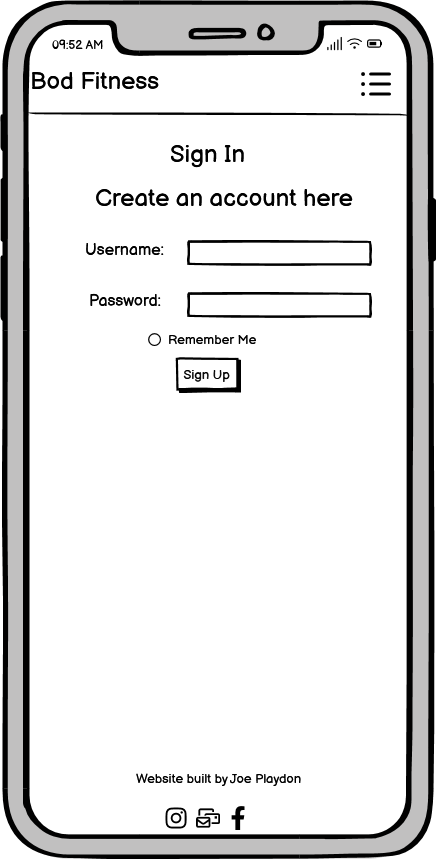 09:52 AM
Bod Fitness
Sign In
Create an account here
Username:
Password:
Remember Me
Sign Up
Website built by Joe Playdon